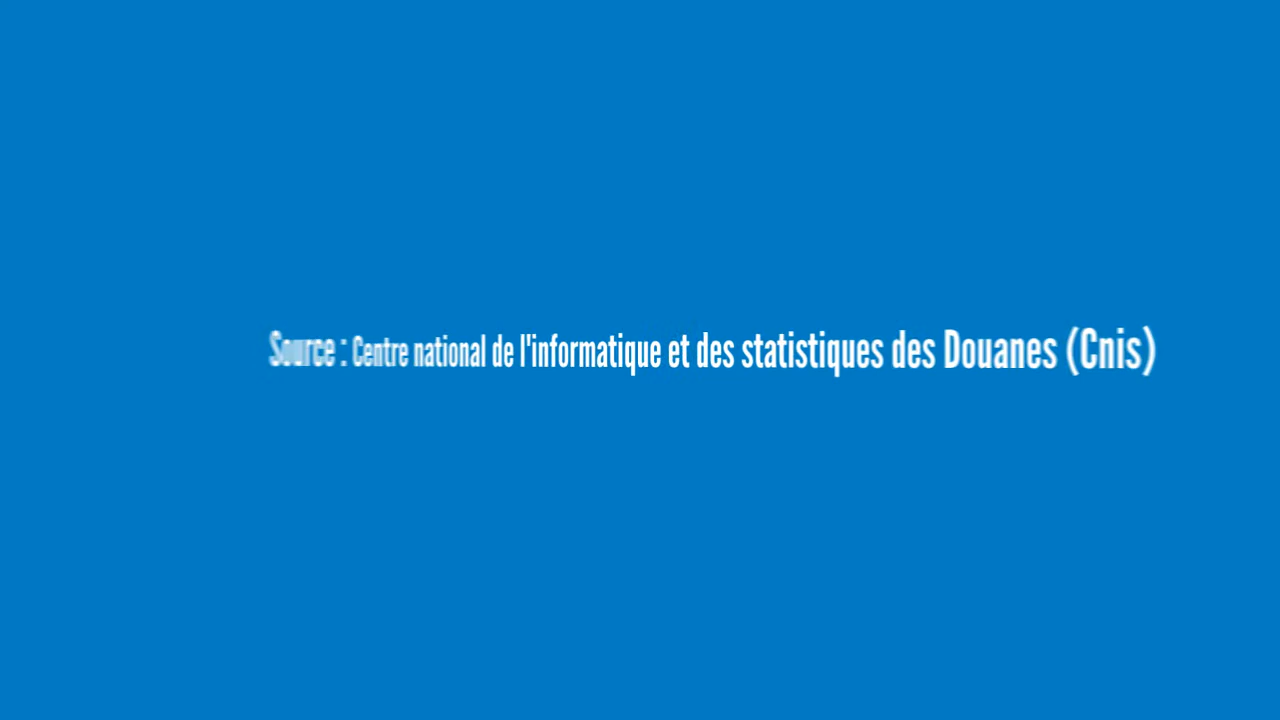 Source : Centre national de l'informatique et des statistiques des Douanes (Cnis)